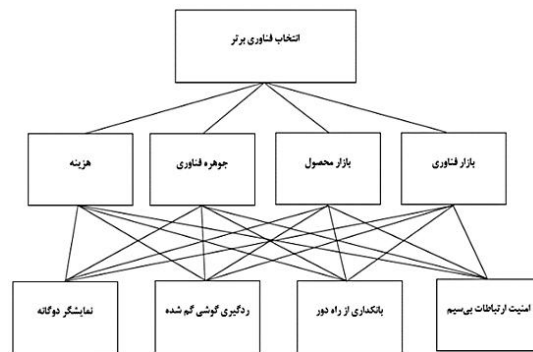 انتخاب فناوری برتر
بازار فناوری
بازار محصول
جوهره فناوری
هزینه
امنیت ارتباطات بی‌سیم
بانکداری از راه دور
ردگیری گوشی گم شده
نمایشگر دوگانه